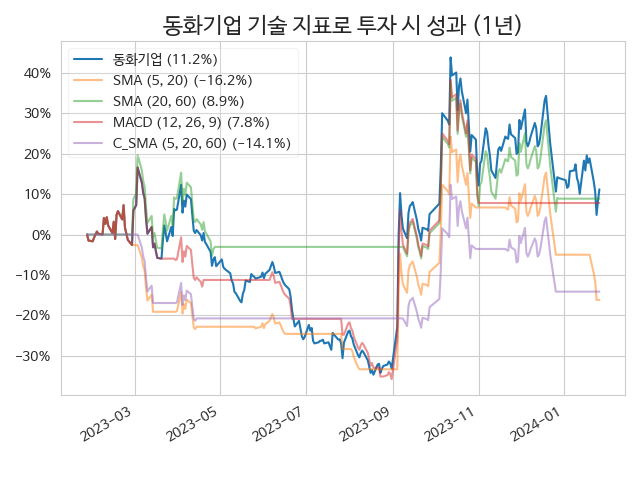 동화기업 기술 지표로 투자 시 성과 (1년)
동화기업 (11.2%)
SMA (5, 20) (−16.2%)
SMA (20, 60) (8.9%)
MACD (12, 26, 9) (7.8%)
C_SMA (5, 20, 60) (−14.1%)
40%
30%
20%
10%
0%
−10%
−20%
−30%
2023−03
2023−05
2023−07
2023−09
2023−11
2024−01